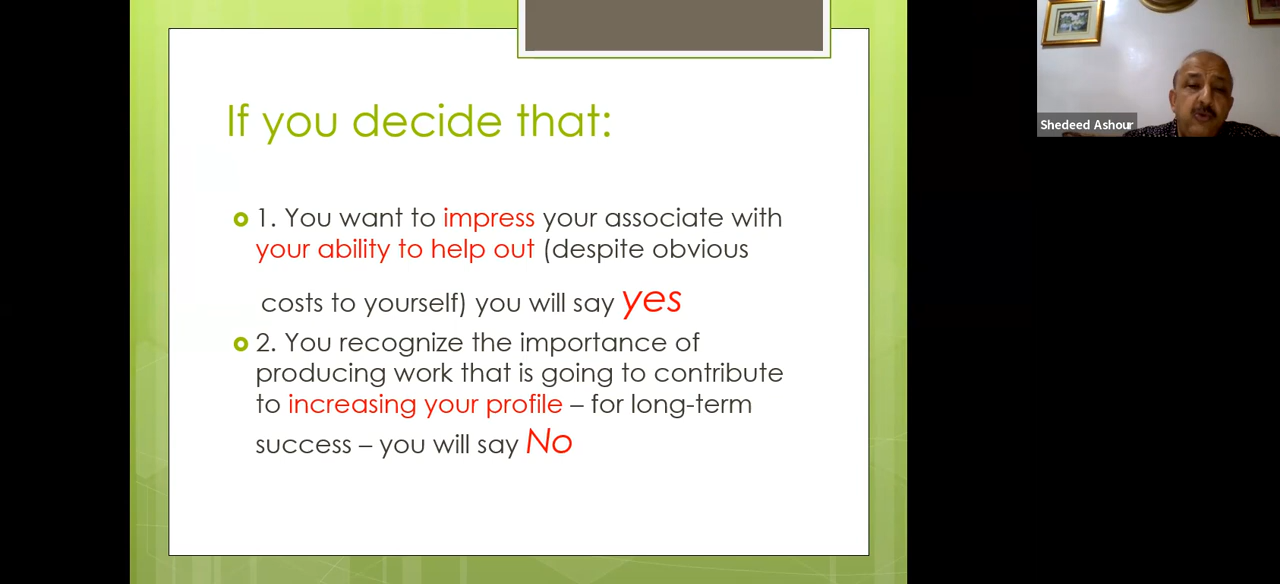 If you decide that:
1. You want to impress your associate with
your ability to help out (despite obvious
costs to yourself) you will say yes
2. You recognize the importance of
producing work that is going to contribute
to increasing your profile – for long-term
success – you will say No
Shedeed Ashour